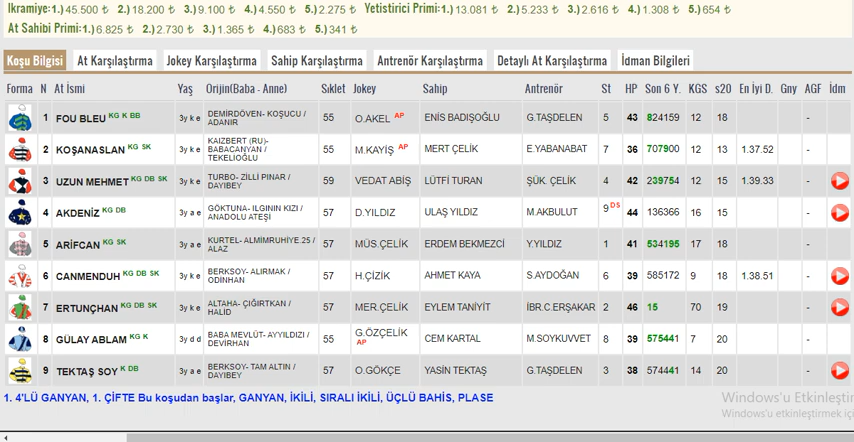 İkramiye:1.) 45.500 ₺ 2.) 18.200 ₺ 3.) 9.100 ₺ 4.) 4.550 ₺ 5.) 2.275 ₺ Yetistirici Primi:1.) 13.081 ₺ 2.) 5.233 ₺ 3.) 2.616 ₺ 4.) 1.308 ₺ 5.) 654 ₺
At Sahibi Primi:1.) 6.825 ₺ 2.) 2.730 ₺ 3.) 1.365 ₺ 4.) 683 ₺ 5.) 341 ₺
Koşu Bilgisi At Karşılaştırma Jokey Karşılaştırma Sahip Karşılaştırma Antrenör Karşılaştırma Detaylı At Karşılaştırma İdman Bilgileri
Forma N At İsmi Yaş Orijin(Baba - Anne) Sıklet Jokey Sahip Antrenör St HP Son 6 Y. KGS s20 En İyi D. Gny AGF İdm
1 FOU BLEU KG K BB 3y k e DEMİRDÖVEN- KOŞUCU / ADANIR 55 O.AKEL AP ENİS BADIŞOĞLU G.TAŞDELEN 5 43 824159 12 18 -
2 KOŞANASLAN KG SK 3y k e KAIZBERT (RU)- BABACANYAN / TEKELİOĞLU 55 M.KAYİŞ AP MERT ÇELİK E.YABANABAT 7 36 707900 12 13 1.37.52 -
3 UZUN MEHMET KG DB SK 3y k e TURBO- ZİLLİ PINAR / DAYIBEY 59 VEDAT ABİŞ LÜTFİ TURAN ŞÜK. ÇELİK 4 42 239754 12 15 1.39.33 -
4 AKDENİZ KG DB 3y a e GÖKTUNA- ILGININ KIZI / ANADOLU ATEŞİ 57 D.YILDIZ ULAŞ YILDIZ M.AKBULUT 9 DS 44 136366 16 15 -
5 ARİFCAN KG SK 3y a e KURTEL- ALMİMRUHİYE.25 / ALAZ 57 MÜS.ÇELİK ERDEM BEKMEZCİ Y.YILDIZ 1 41 534195 17 18 -
6 CANMENDUH KG DB SK 3y k e BERKSOY- ALIRMAK / ODİNHAN 57 H.ÇİZİK AHMET KAYA S.AYDOĞAN 6 39 585172 9 18 1.38.51 -
7 ERTUNÇHAN KG DB SK 3y k e ALTAHA- ÇIĞIRTKAN / HALİD 57 MER.ÇELİK EYLEM TANİYİT İBR.C.ERŞAKAR 2 46 15 70 19 -
8 GÜLAY ABLAM KG K 3y d d BABA MEVLÜT- AYYILDIZI / DEVİRHAN 55 G.ÖZÇELİK AP CEM KARTAL M.SOYKUVVET 8 39 575441 7 20 -
9 TEKTAŞ SOY K DB 3y a e BERKSOY- TAM ALTIN / DAYIBEY 57 O.GÖKÇE YASİN TEKTAŞ G.TAŞDELEN 3 38 574441 14 20 -
1. 4'LÜ GANYAN, 1. ÇİFTE Bu koşudan başlar, GANYAN, İKİLİ, SIRALI İKİLİ, ÜÇLÜ BAHİS, PLASE
Windows'u Etkinleştir
Windows'u etkinleştirmek içi